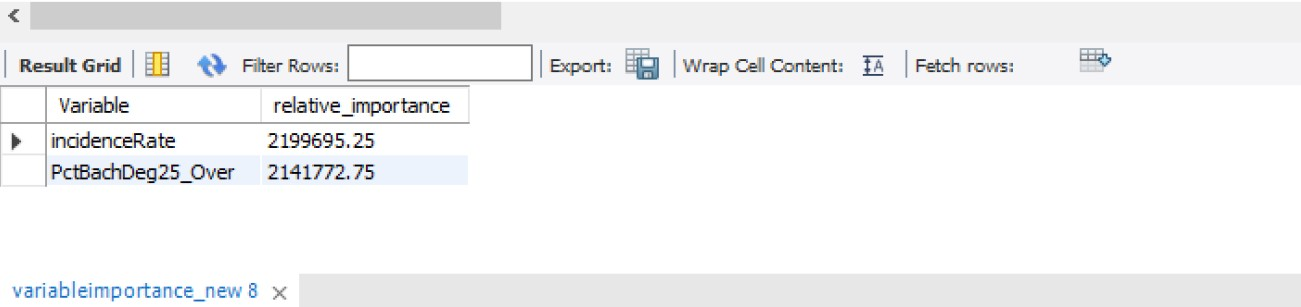 Result Grid Filter Rows: Export: Wrap Cell Content: IA Fetch rows:
Variable relative_importance
incidenceRate 2199695.25
PctBachDeg25_Over 2141772.75
variableimportance_new 8 ×